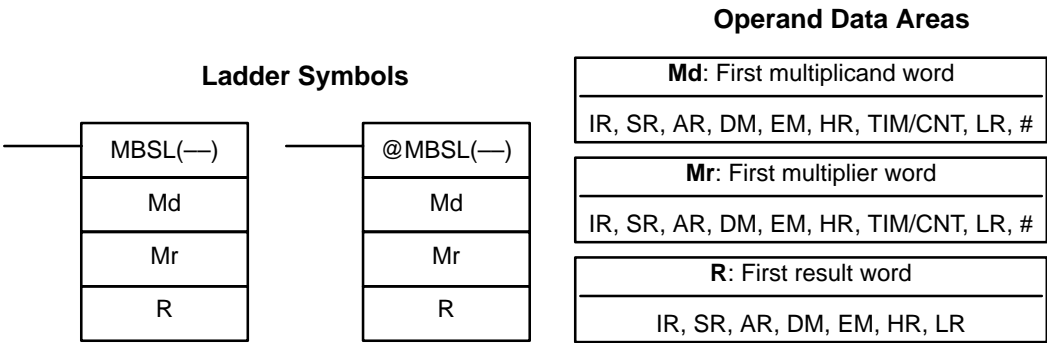 Operand Data Areas
Ladder Symbols
MBSL(––)
Md
Mr
R
@MBSL(––)
Md
Mr
R
Md: First multiplicand word
IR, SR, AR, DM, EM, HR, TIM/CNT, LR, #
Mr: First multiplier word
IR, SR, AR, DM, EM, HR, TIM/CNT, LR, #
R: First result word
IR, SR, AR, DM, EM, HR, LR